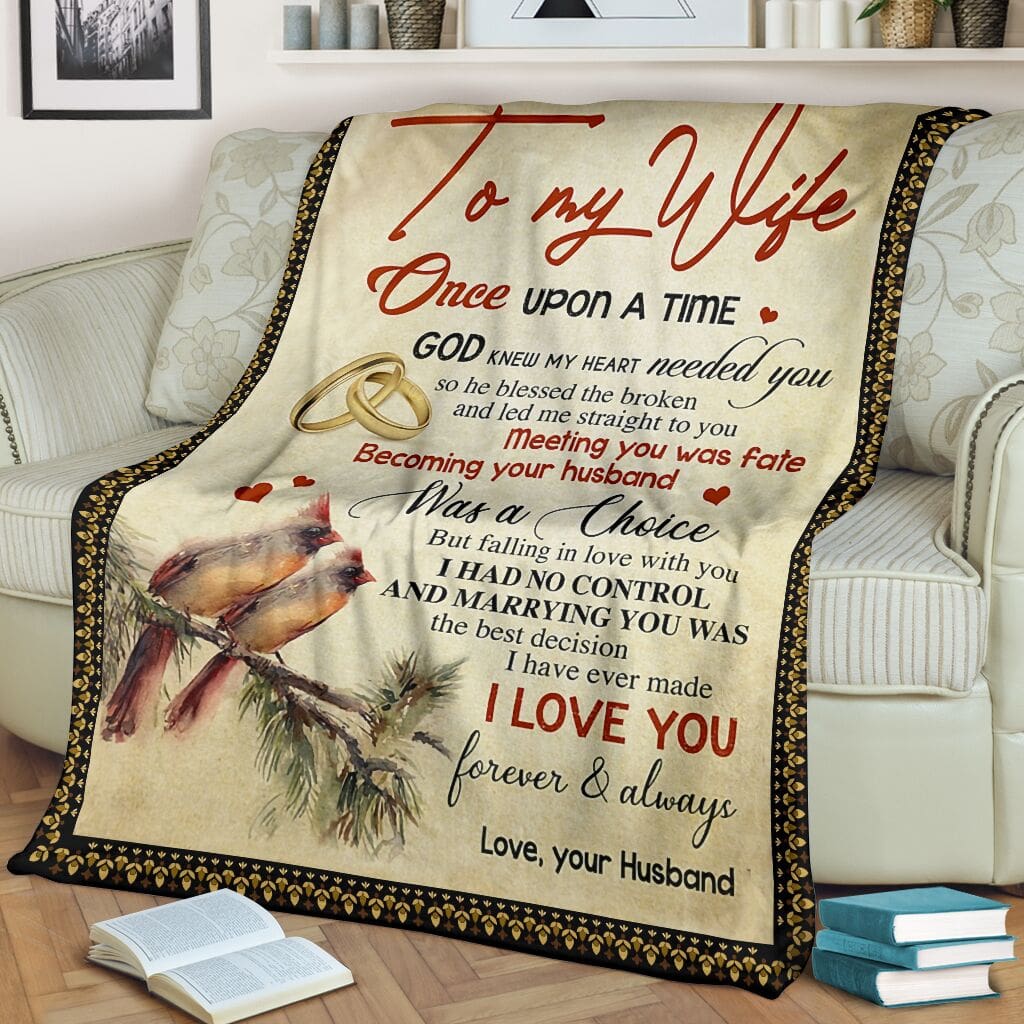 To my Wife
Once UPON A TIME
GOD KNEW MY HEART needed you
so he blessed the broken
and led me straight to you
Meeting you was fate
Becoming your husband
Was a Choice
But falling in love with you
I HAD NO CONTROL
AND MARRYING YOU WAS
the best decision
I have ever made
I LOVE YOU
forever & always
Love, your Husband